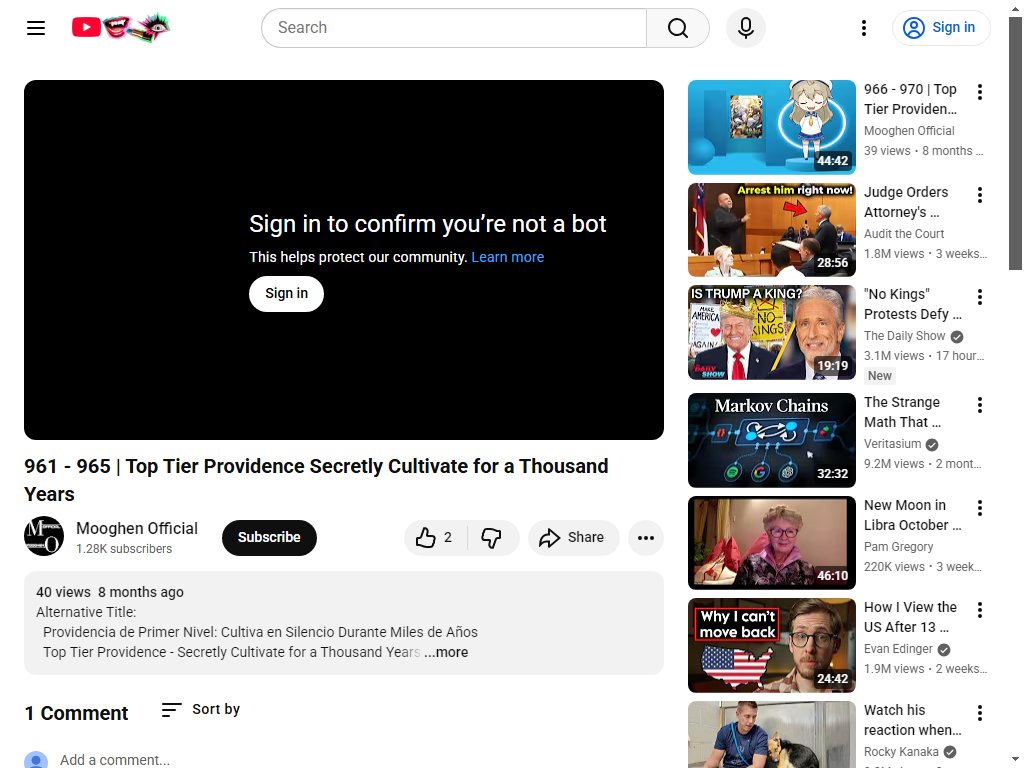 Search
Sign in
Sign in to confirm you're not a bot
This helps protect our community. Learn more
Sign in
961 - 965 | Top Tier Providence Secretly Cultivate for a Thousand
Years
Mooghen Official
1.28K subscribers
Subscribe
2
Share
40 views 8 months ago
Alternative Title:
Providencia de Primer Nivel: Cultiva en Silencio Durante Miles de Años
Top Tier Providence - Secretly Cultivate for a Thousand Years ...more
1 Comment
Sort by
Add a comment...
44:42
966 - 970 | Top
Tier Providen...
Mooghen Official
39 views • 8 months ...
Arrest him right now!
28:56
Judge Orders
Attorney's ...
Audit the Court
1.8M views • 3 weeks...
IS TRUMP A KING?
MAKE
AMERICA
AGAIN!
NO
KINGS
DAILY
SHOW
19:19
"No Kings"
Protests Defy ...
The Daily Show
3.1M views • 17 hour...
New
Markov Chains
32:32
The Strange
Math That ...
Veritasium
9.2M views • 2 mont...
46:10
New Moon in
Libra October ...
Pam Gregory
220K views • 3 week...
Why I can't
move back
24:42
How I View the
US After 13 ...
Evan Edinger
1.9M views • 2 weeks...
Watch his
reaction when...
Rocky Kanaka